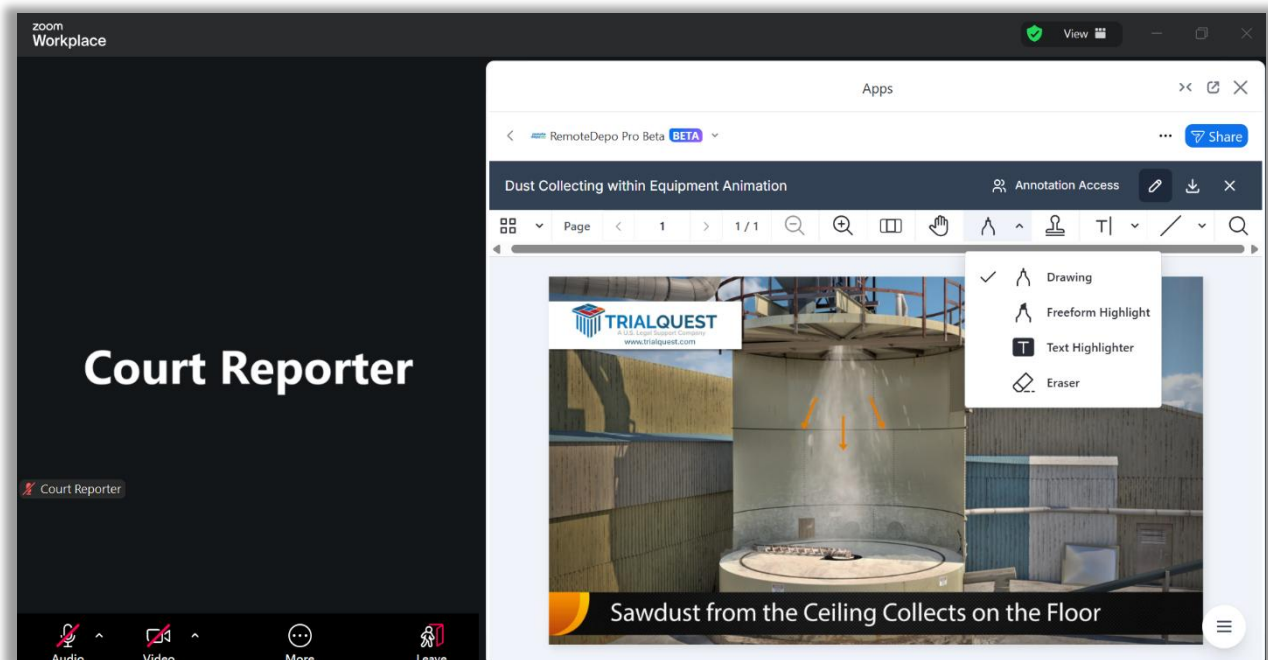 zoom
Workplace
View
Apps
RemoteDepo Pro Beta BETA
Share
Dust Collecting within Equipment Animation
Annotation Access
Page 1 1 / 1
T|
Drawing
Freeform Highlight
T Text Highlighter
Eraser
TRIALQUEST
A U.S. Legal Support Company
www.trialquest.com
Court Reporter
Court Reporter
Sawdust from the Ceiling Collects on the Floor
Audio
Video
More
Leave